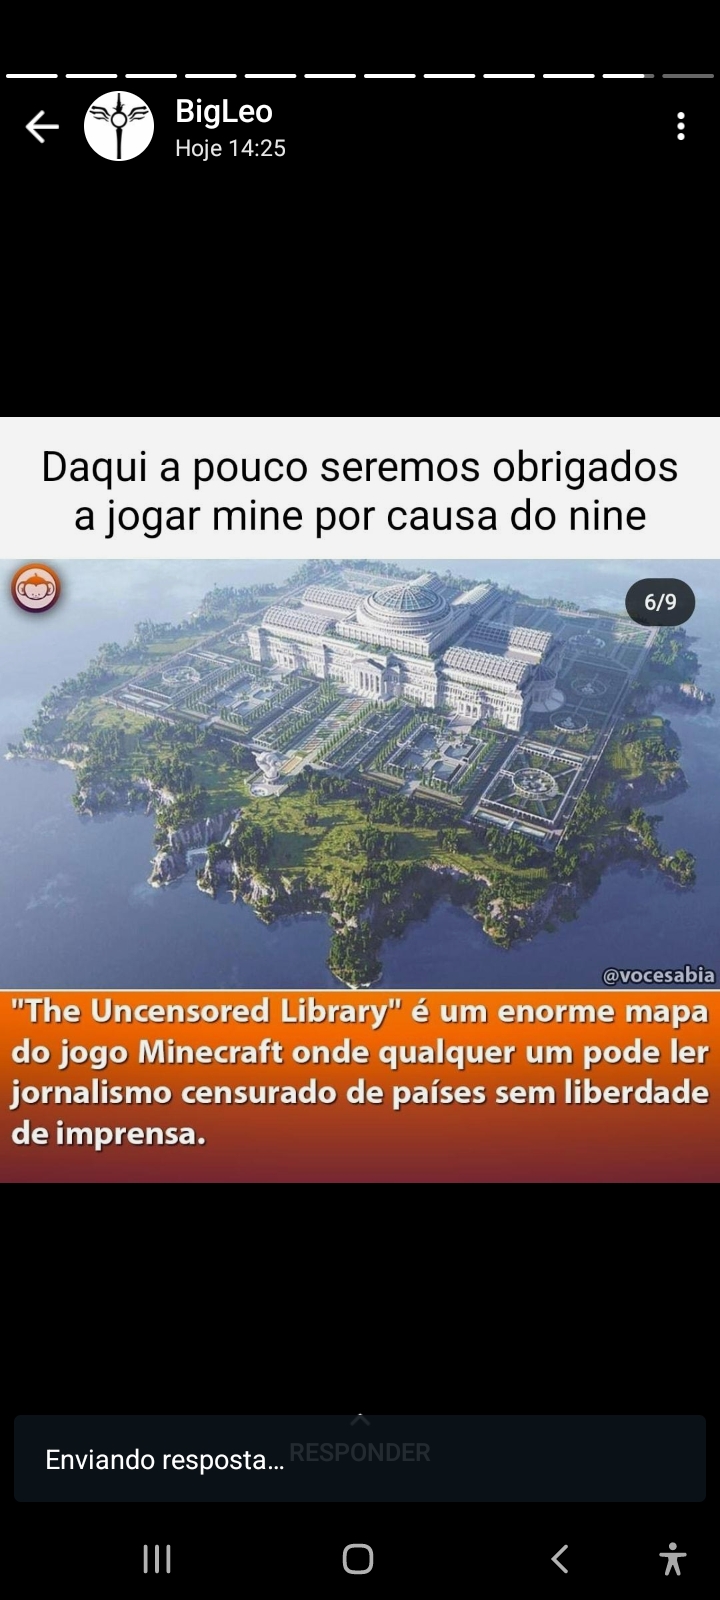 BigLeo
Hoje 14:25
Daqui a pouco seremos obrigados
a jogar mine por causa do nine
6/9
@vocesabia
"The Uncensored Library" é um enorme mapa
do jogo Minecraft onde qualquer um pode ler
jornalismo censurado de países sem liberdade
de imprensa.
Enviando resposta... RESPONDER